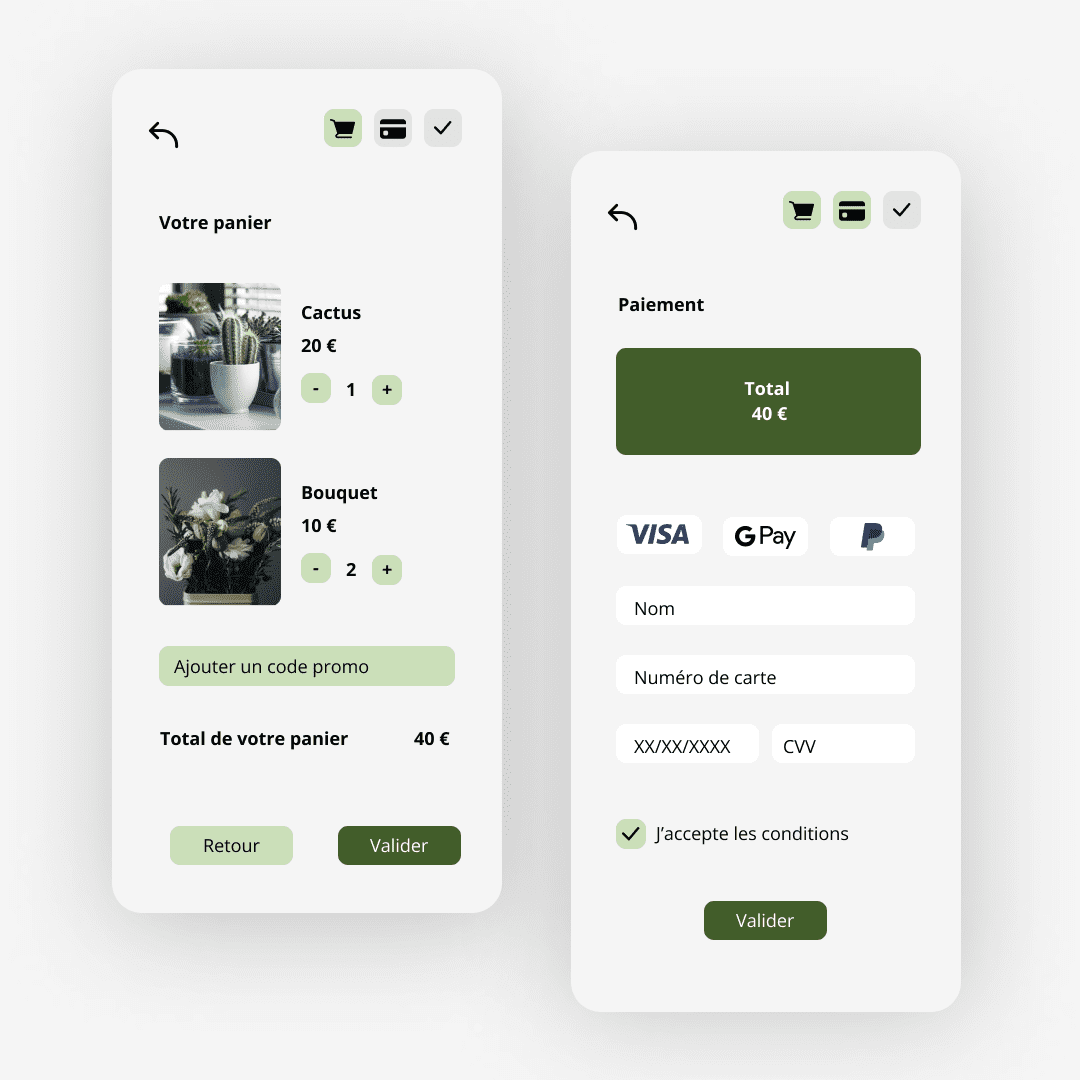 Votre panier
Cactus
20 €
- 1 +
Bouquet
10 €
- 2 +
Ajouter un code promo
Total de votre panier 40 €
Retour Valider
Paiement
Total
40 €
VISA G Pay P
Nom
Numéro de carte
XX/XX/XXXX CVV
J’accepte les conditions
Valider